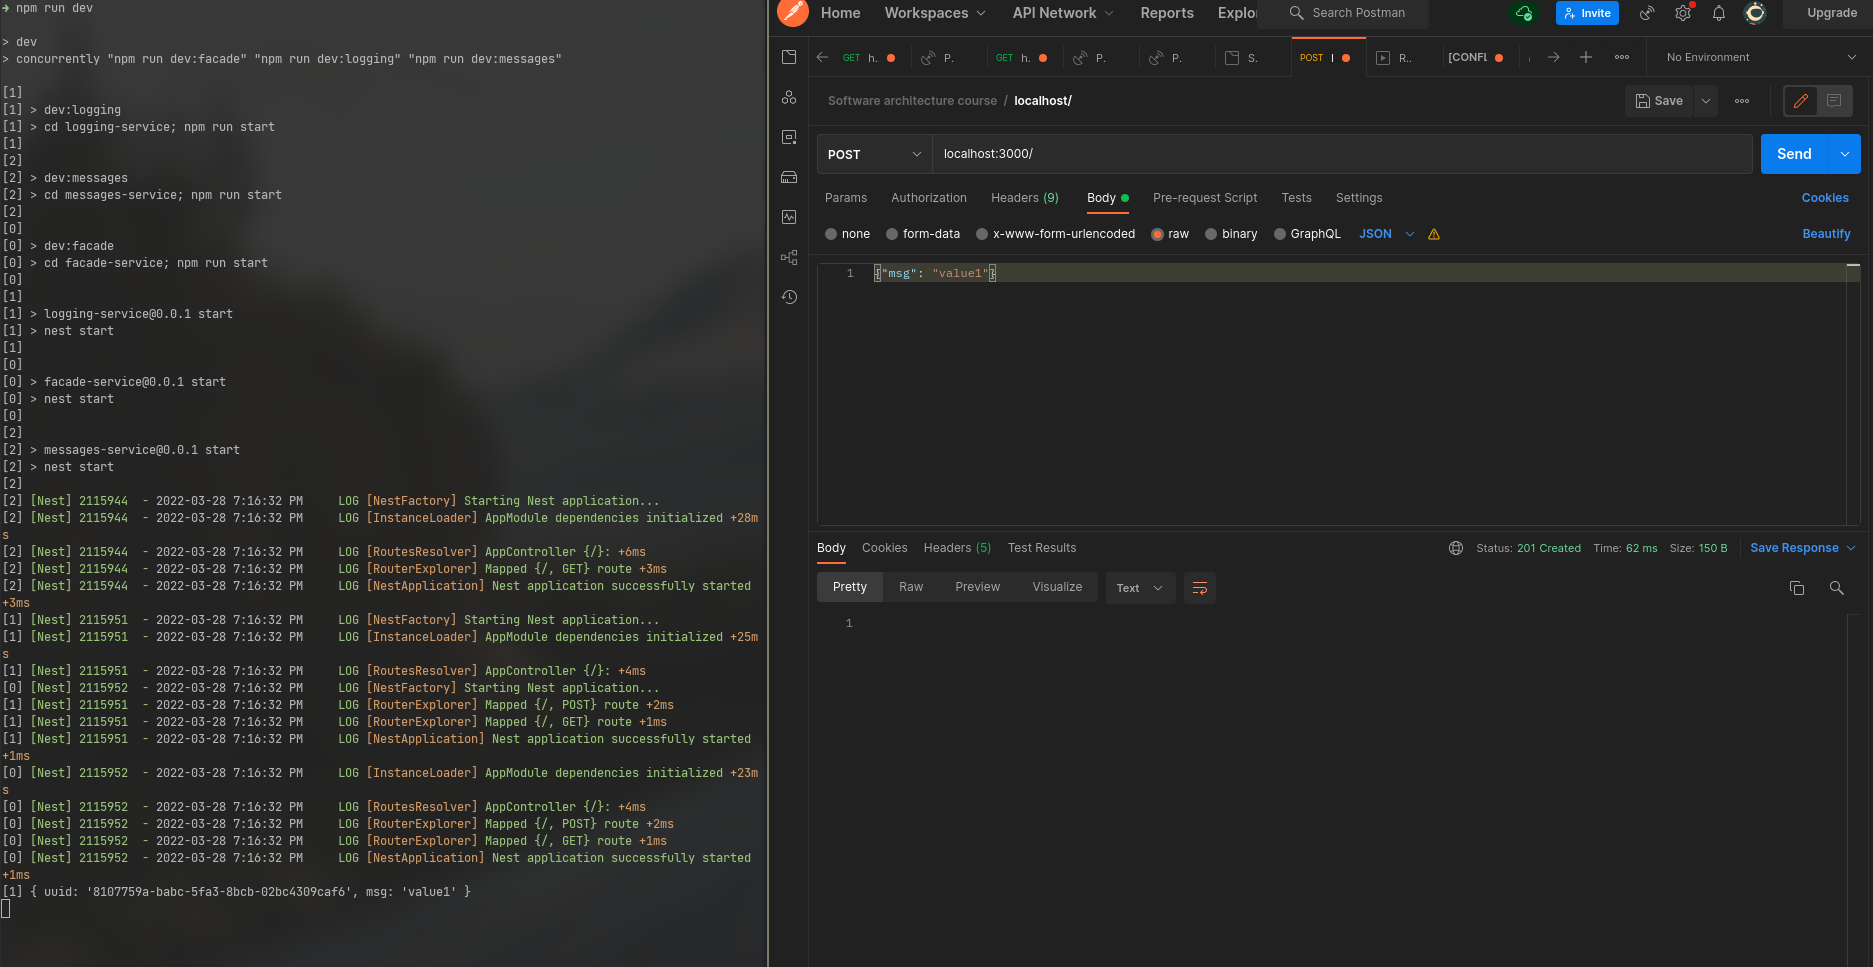 → npm run dev
> dev
> concurrently "npm run dev:facade" "npm run dev:logging" "npm run dev:messages"
[1]
[1] > dev:logging
[1] > cd logging-service; npm run start
[1]
[2]
[2] > dev:messages
[2] > cd messages-service; npm run start
[2]
[0]
[0] > dev:facade
[0] > cd facade-service; npm run start
[0]
[1]
[1] > logging-service@0.0.1 start
[1] > nest start
[1]
[0]
[0] > facade-service@0.0.1 start
[0] > nest start
[0]
[2]
[2] > messages-service@0.0.1 start
[2] > nest start
[2]
[2] [Nest] 2115944  - 2022-03-28 7:16:32 PM     LOG [NestFactory] Starting Nest application...
[2] [Nest] 2115944  - 2022-03-28 7:16:32 PM     LOG [InstanceLoader] AppModule dependencies initialized +28m
s
[2] [Nest] 2115944  - 2022-03-28 7:16:32 PM     LOG [RoutesResolver] AppController {/}: +6ms
[2] [Nest] 2115944  - 2022-03-28 7:16:32 PM     LOG [RouterExplorer] Mapped {/, GET} route +3ms
[2] [Nest] 2115944  - 2022-03-28 7:16:32 PM     LOG [NestApplication] Nest application successfully started
+3ms
[1] [Nest] 2115951  - 2022-03-28 7:16:32 PM     LOG [NestFactory] Starting Nest application...
[1] [Nest] 2115951  - 2022-03-28 7:16:32 PM     LOG [InstanceLoader] AppModule dependencies initialized +25m
s
[1] [Nest] 2115951  - 2022-03-28 7:16:32 PM     LOG [RoutesResolver] AppController {/}: +4ms
[0] [Nest] 2115952  - 2022-03-28 7:16:32 PM     LOG [NestFactory] Starting Nest application...
[1] [Nest] 2115951  - 2022-03-28 7:16:32 PM     LOG [RouterExplorer] Mapped {/, POST} route +2ms
[1] [Nest] 2115951  - 2022-03-28 7:16:32 PM     LOG [RouterExplorer] Mapped {/, GET} route +1ms
[1] [Nest] 2115951  - 2022-03-28 7:16:32 PM     LOG [NestApplication] Nest application successfully started
+1ms
[0] [Nest] 2115952  - 2022-03-28 7:16:32 PM     LOG [InstanceLoader] AppModule dependencies initialized +23m
s
[0] [Nest] 2115952  - 2022-03-28 7:16:32 PM     LOG [RoutesResolver] AppController {/}: +4ms
[0] [Nest] 2115952  - 2022-03-28 7:16:32 PM     LOG [RouterExplorer] Mapped {/, POST} route +2ms
[0] [Nest] 2115952  - 2022-03-28 7:16:32 PM     LOG [RouterExplorer] Mapped {/, GET} route +1ms
[0] [Nest] 2115952  - 2022-03-28 7:16:32 PM     LOG [NestApplication] Nest application successfully started
+1ms
[1] { uuid: '8107759a-babc-5fa3-8bcb-02bc4309caf6', msg: 'value1' }
Home Workspaces API Network Reports Explo Search Postman Invite Upgrade
GET h. P. GET h. P. P. S. POST l R.. [CONFL No Environment
Software architecture course / localhost/ Save
POST localhost:3000/ Send
Params Authorization Headers (9) Body Pre-request Script Tests Settings Cookies
none form-data x-www-form-urlencoded raw binary GraphQL JSON Beautify
1 {"msg": "value1"}
Body Cookies Headers (5) Test Results Status: 201 Created Time: 62 ms Size: 150 B Save Response
Pretty Raw Preview Visualize Text
1